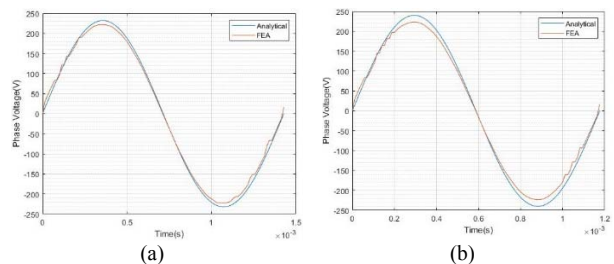 250
200
150
100
50
0
-50
-100
-150
-200
-250
Phase Voltage(V)
Analytical
FEA
0 0.5 1 1.5
Time(s) ×10⁻³
(a)
250
200
150
100
50
0
-50
-100
-150
-200
-250
Phase Voltage(V)
Analytical
FEA
0 0.2 0.4 0.6 0.8 1 1.2
Time(s) ×10⁻³
(b)